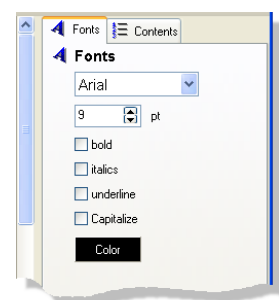 Fonts Contents
Fonts
Arial
9 pt
bold
italics
underline
Capitalize
Color